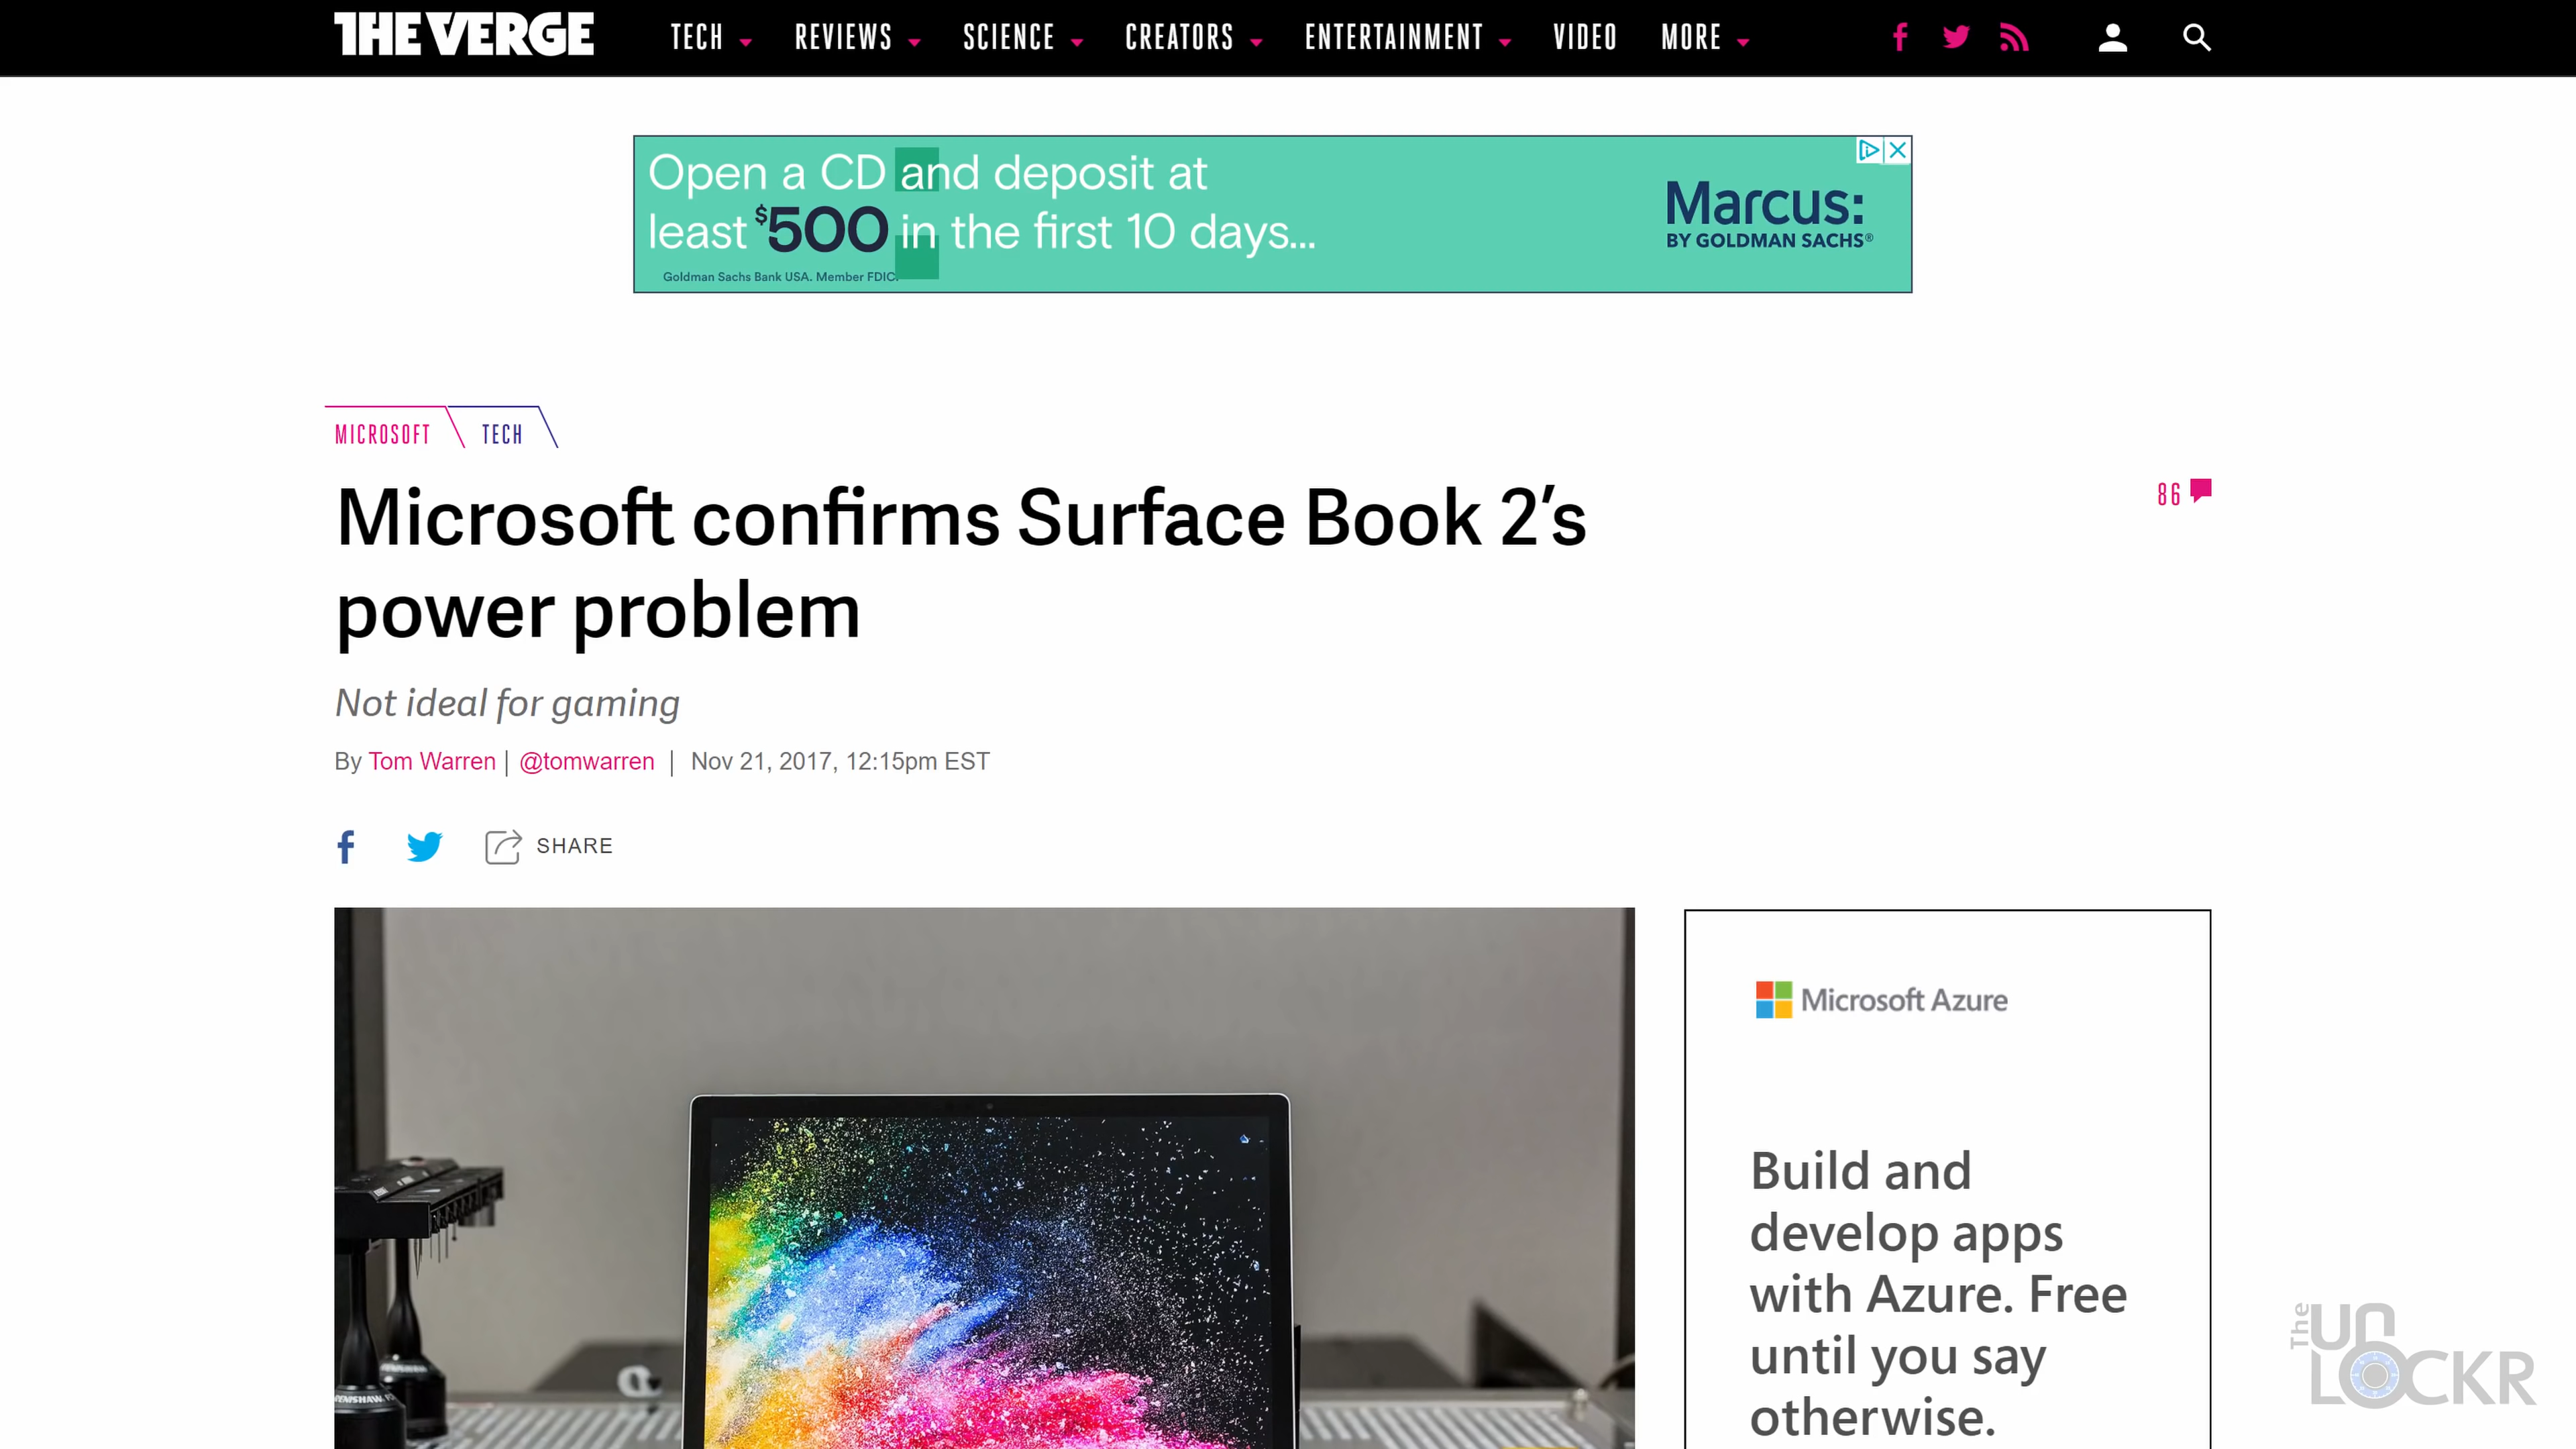 THE VERGE
TECH REVIEWS SCIENCE CREATORS ENTERTAINMENT VIDEO MORE
Open a CD and deposit at
least $500 in the first 10 days...
Goldman Sachs Bank USA. Member FDIC.
Marcus:
BY GOLDMAN SACHS®
MICROSOFT TECH
Microsoft confirms Surface Book 2’s
power problem
86
Not ideal for gaming
By Tom Warren | @tomwarren | Nov 21, 2017, 12:15pm EST
SHARE
Microsoft Azure
Build and
develop apps
with Azure. Free
until you say
otherwise.
RENISHAW
The
UN
LOCKR